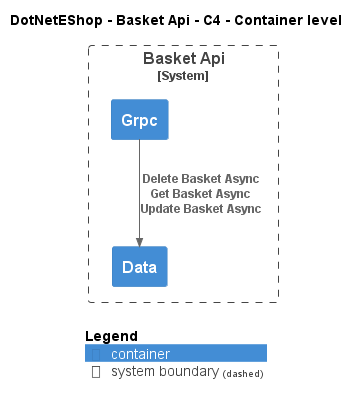 DotNetEShop - Basket Api - C4 - Container level
Basket Api
[System]
Grpc
Delete Basket Async
Get Basket Async
Update Basket Async
Data
Legend
container
system boundary (dashed)